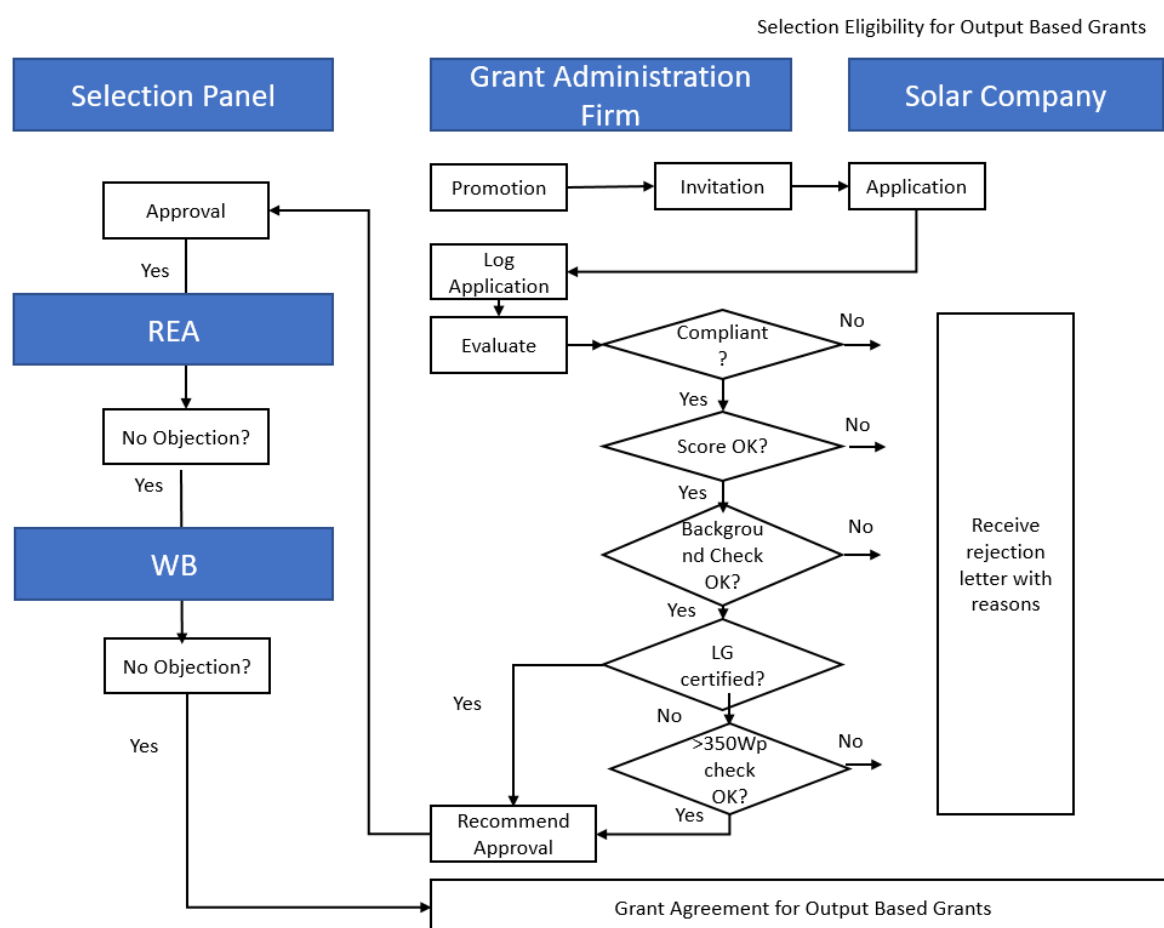 Selection Eligibility for Output Based Grants
Selection Panel
Grant Administration
Firm
Solar Company
Promotion
Invitation
Application
Approval
Yes
Log
Application
REA
Evaluate
Compliant
?
No
Yes
No Objection?
Score OK?
No
Yes
Yes
WB
Backgrou
nd Check
OK?
No
Receive
rejection
letter with
reasons
Yes
No Objection?
LG
certified?
Yes
No
Yes
>350Wp
check
OK?
No
Yes
Recommend
Approval
Grant Agreement for Output Based Grants